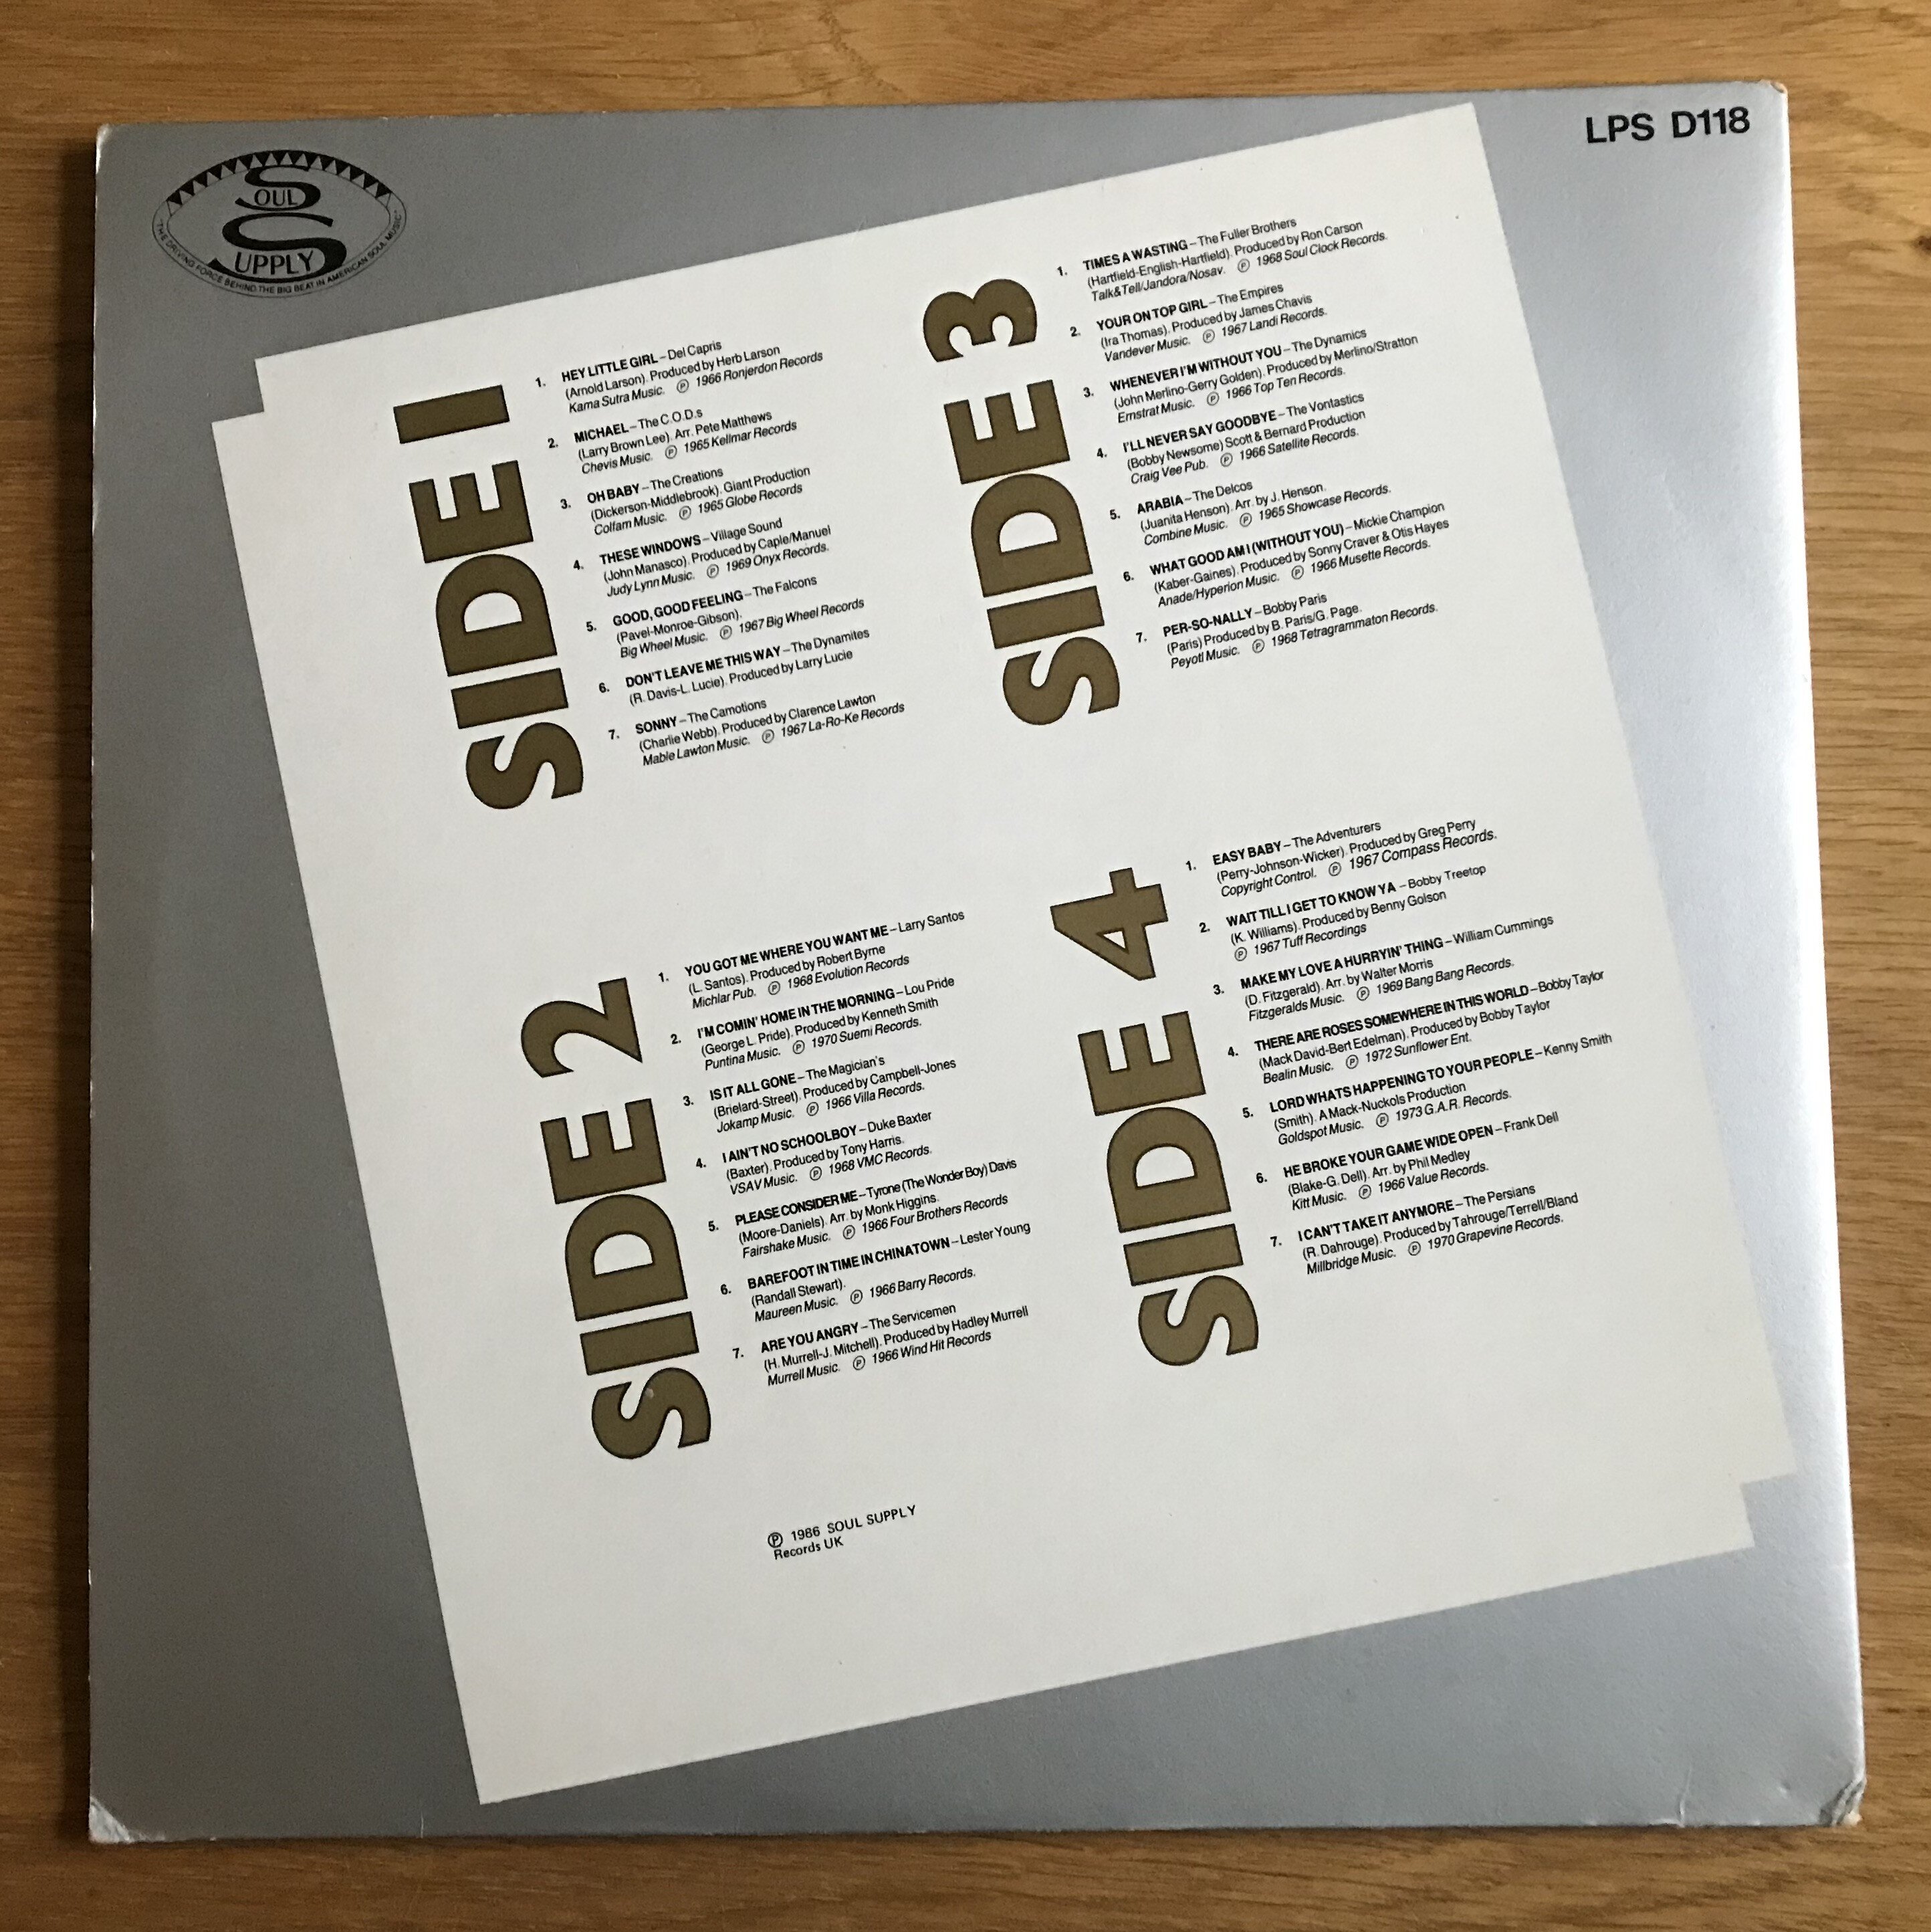 SOUL
SUPPLY
"THE DRIVING FORCE BEHIND THE BIG BEAT IN AMERICAN SOUL MUSIC"
LPS D118
SIDE 1
1. HEY LITTLE GIRL – Del Capris
(Arnold Larson). Produced by Herb Larson
Kama Sutra Music. ℗ 1966 Ronjerdon Records
2. MICHAEL – The C.O.D.s
(Larry Brown Lee). Arr. Pete Matthews
Chevis Music. ℗ 1965 Kellmar Records
3. OH BABY – The Creations
(Dickerson-Middlebrook). Giant Production
Colfam Music. ℗ 1965 Globe Records
4. THESE WINDOWS – Village Sound
(John Manasco). Produced by Caple/Manuel
Judy Lynn Music. ℗ 1969 Onyx Records.
5. GOOD, GOOD FEELING – The Falcons
(Pavel-Monroe-Gibson).
Big Wheel Music. ℗ 1967 Big Wheel Records
6. DON'T LEAVE ME THIS WAY – The Dynamites
(R. Davis-L. Lucie). Produced by Larry Lucie
7. SONNY – The Camotions
(Charlie Webb). Produced by Clarence Lawton
Mable Lawton Music. ℗ 1967 La-Ro-Ke Records
SIDE 2
1. YOU GOT ME WHERE YOU WANT ME – Larry Santos
(L. Santos). Produced by Robert Byrne
Michlar Pub. ℗ 1968 Evolution Records
2. I'M COMIN' HOME IN THE MORNING – Lou Pride
(George L. Pride). Produced by Kenneth Smith
Puntina Music. ℗ 1970 Suemi Records.
3. IS IT ALL GONE – The Magician's
(Brielard-Street). Produced by Campbell-Jones
Jokamp Music. ℗ 1966 Villa Records.
4. I AIN'T NO SCHOOLBOY – Duke Baxter
(Baxter). Produced by Tony Harris.
VSAV Music. ℗ 1968 VMC Records.
5. PLEASE CONSIDER ME – Tyrone (The Wonder Boy) Davis
(Moore-Daniels). Arr. by Monk Higgins.
Fairshake Music. ℗ 1966 Four Brothers Records
6. BAREFOOT IN TIME IN CHINATOWN – Lester Young
(Randall Stewart).
Maureen Music. ℗ 1966 Barry Records.
7. ARE YOU ANGRY – The Servicemen
(H. Murrell-J. Mitchell). Produced by Hadley Murrell
Murrell Music. ℗ 1966 Wind Hit Records
SIDE 3
1. TIMES A WASTING – The Fuller Brothers
(Hartfield-English-Hartfield). Produced by Ron Carson
Talk&Tell/Jandora/Nosav. ℗ 1968 Soul Clock Records.
2. YOUR ON TOP GIRL – The Empires
(Ira Thomas). Produced by James Chavis
Vandever Music. ℗ 1967 Landi Records.
3. WHENEVER I'M WITHOUT YOU – The Dynamics
(John Merlino-Gerry Golden). Produced by Merlino/Stratton
Ernstrat Music. ℗ 1966 Top Ten Records.
4. I'LL NEVER SAY GOODBYE – The Vontastics
(Bobby Newsome) Scott & Bernard Production
Craig Vee Pub. ℗ 1966 Satellite Records.
5. ARABIA – The Delcos
(Juanita Henson). Arr. by J. Henson.
Combine Music. ℗ 1965 Showcase Records.
6. WHAT GOOD AM I (WITHOUT YOU) – Mickie Champion
(Kaber-Gaines). Produced by Sonny Craver & Otis Hayes
Anade/Hyperion Music. ℗ 1966 Musette Records.
7. PER-SO-NALLY – Bobby Paris
(Paris) Produced by B. Paris/G. Page.
Peyotl Music. ℗ 1968 Tetragrammaton Records.
SIDE 4
1. EASY BABY – The Adventurers
(Perry-Johnson-Wicker). Produced by Greg Perry
Copyright Control. ℗ 1967 Compass Records.
2. WAIT TILL I GET TO KNOW YA – Bobby Treetop
(K. Williams). Produced by Benny Golson
℗ 1967 Tuff Recordings
3. MAKE MY LOVE A HURRYIN' THING – William Cummings
(D. Fitzgerald). Arr. by Walter Morris
Fitzgeralds Music. ℗ 1969 Bang Bang Records.
4. THERE ARE ROSES SOMEWHERE IN THIS WORLD – Bobby Taylor
(Mack David-Bert Edelman). Produced by Bobby Taylor
Bealin Music. ℗ 1972 Sunflower Ent.
5. LORD WHATS HAPPENING TO YOUR PEOPLE – Kenny Smith
(Smith). A Mack-Nuckols Production
Goldspot Music. ℗ 1973 G.A.R. Records.
6. HE BROKE YOUR GAME WIDE OPEN – Frank Dell
(Blake-G. Dell). Arr. by Phil Medley
Kitt Music. ℗ 1966 Value Records.
7. I CAN'T TAKE IT ANYMORE – The Persians
(R. Dahrouge). Produced by Tahrouge/Terrell/Bland
Millbridge Music. ℗ 1970 Grapevine Records.
℗ 1986 SOUL SUPPLY
Records UK